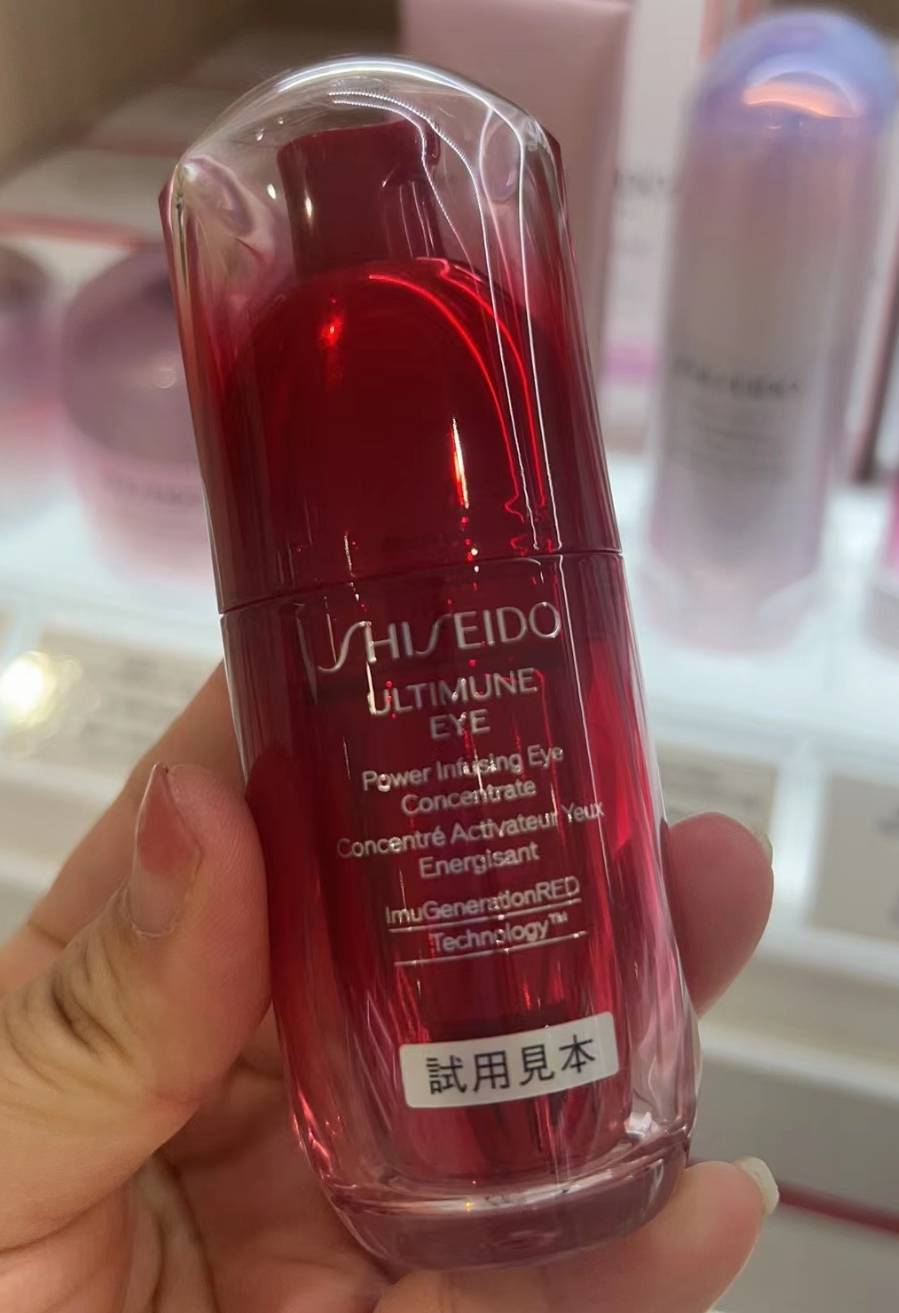 SHISEIDO
ULTIMUNE
EYE
Power Infusing Eye
Concentrate
Concentré Activateur Yeux
Energisant
ImuGenerationRED
Technology™
試用見本